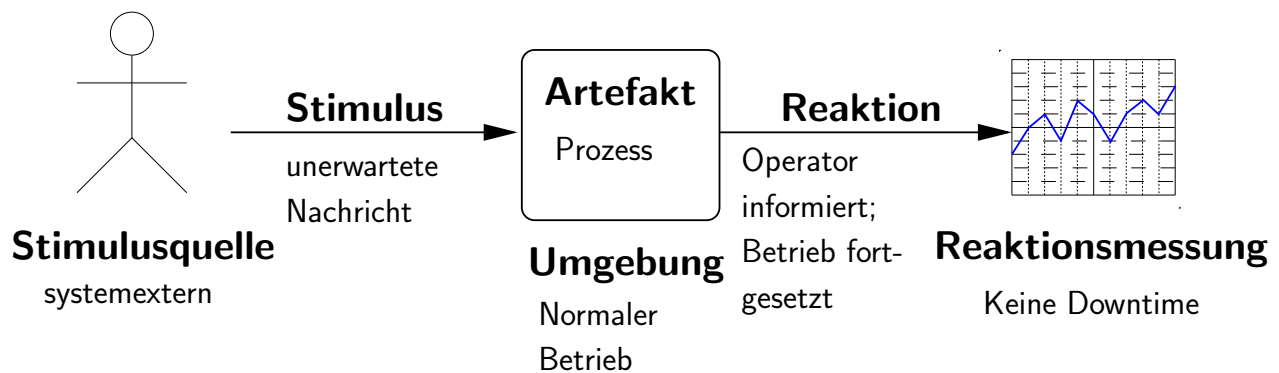 Stimulusquelle
systemextern
Stimulus
unerwartete
Nachricht
Artefakt
Prozess
Umgebung
Normaler
Betrieb
Reaktion
Operator
informiert;
Betrieb fort-
gesetzt
Reaktionsmessung
Keine Downtime